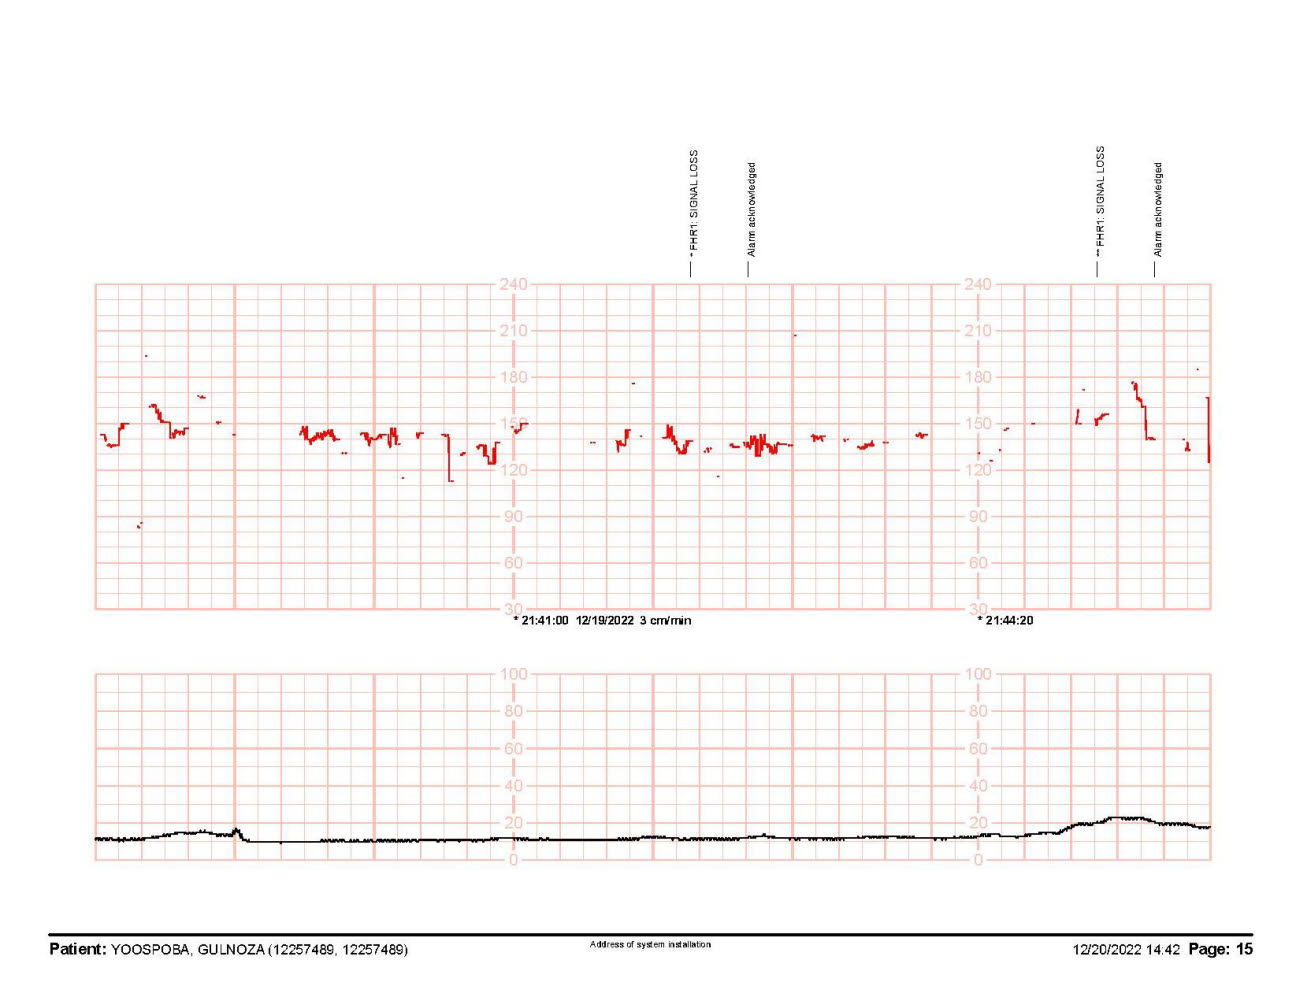 * FHR1: SIGNAL LOSS
Alarm acknowledged
** FHR1: SIGNAL LOSS
Alarm acknowledged
240 240
210 210
180 180
150 150
120 120
90 90
60 60
30 30
* 21:41:00 12/19/2022 3 cm/min * 21:44:20
100 100
80 80
60 60
40 40
20 20
0 0
Patient: YOOSPOBA, GULNOZA (12257489, 12257489) Address of system installation 12/20/2022 14:42 Page: 15